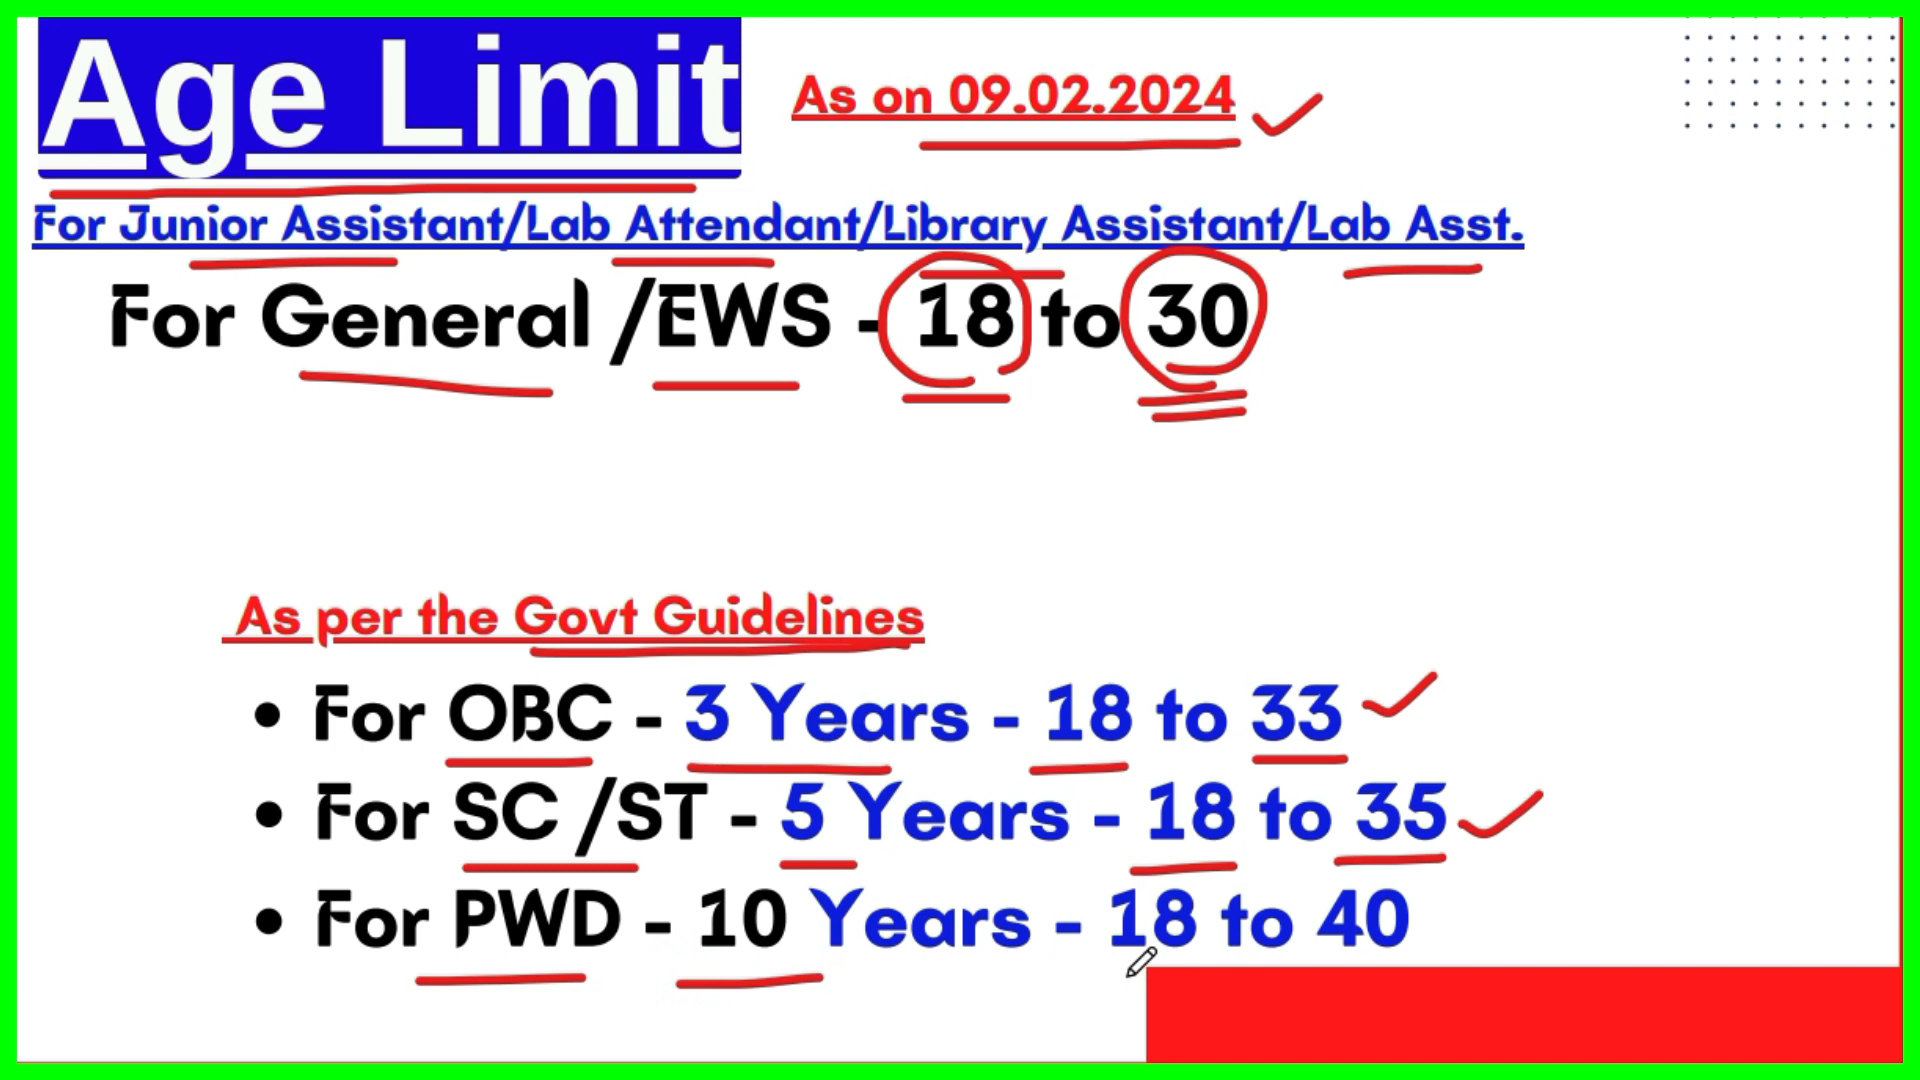 Age Limit
As on 09.02.2024
For Junior Assistant/Lab Attendant/Library Assistant/Lab Asst.
For General /EWS - 18 to 30
As per the Govt Guidelines
• For OBC - 3 Years - 18 to 33
• For SC /ST - 5 Years - 18 to 35
• For PWD - 10 Years - 18 to 40